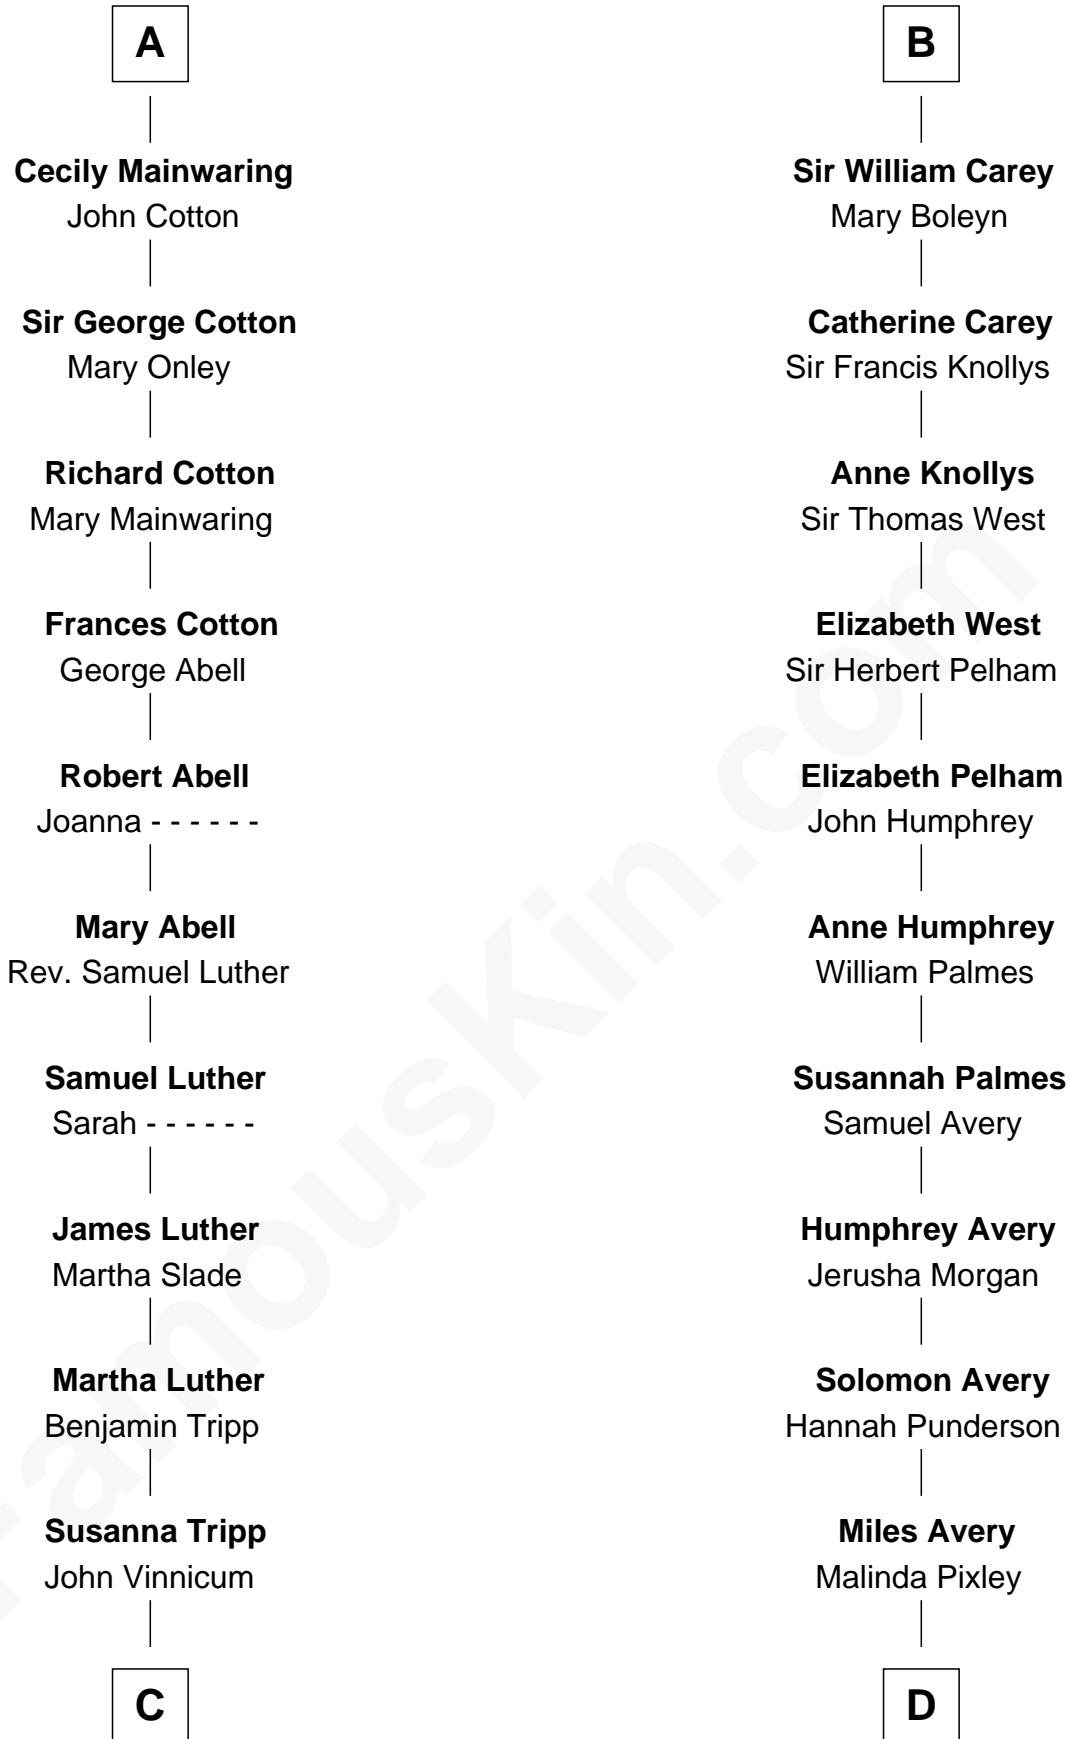 A
Cecily Mainwaring
John Cotton
Sir George Cotton
Mary Onley
Richard Cotton
Mary Mainwaring
Frances Cotton
George Abell
Robert Abell
Joanna - - - - - -
Mary Abell
Rev. Samuel Luther
Samuel Luther
Sarah - - - - - -
James Luther
Martha Slade
Martha Luther
Benjamin Tripp
Susanna Tripp
John Vinnicum
C
B
Sir William Carey
Mary Boleyn
Catherine Carey
Sir Francis Knollys
Anne Knollys
Sir Thomas West
Elizabeth West
Sir Herbert Pelham
Elizabeth Pelham
John Humphrey
Anne Humphrey
William Palmes
Susannah Palmes
Samuel Avery
Humphrey Avery
Jerusha Morgan
Solomon Avery
Hannah Punderson
Miles Avery
Malinda Pixley
D
FamousKin.com